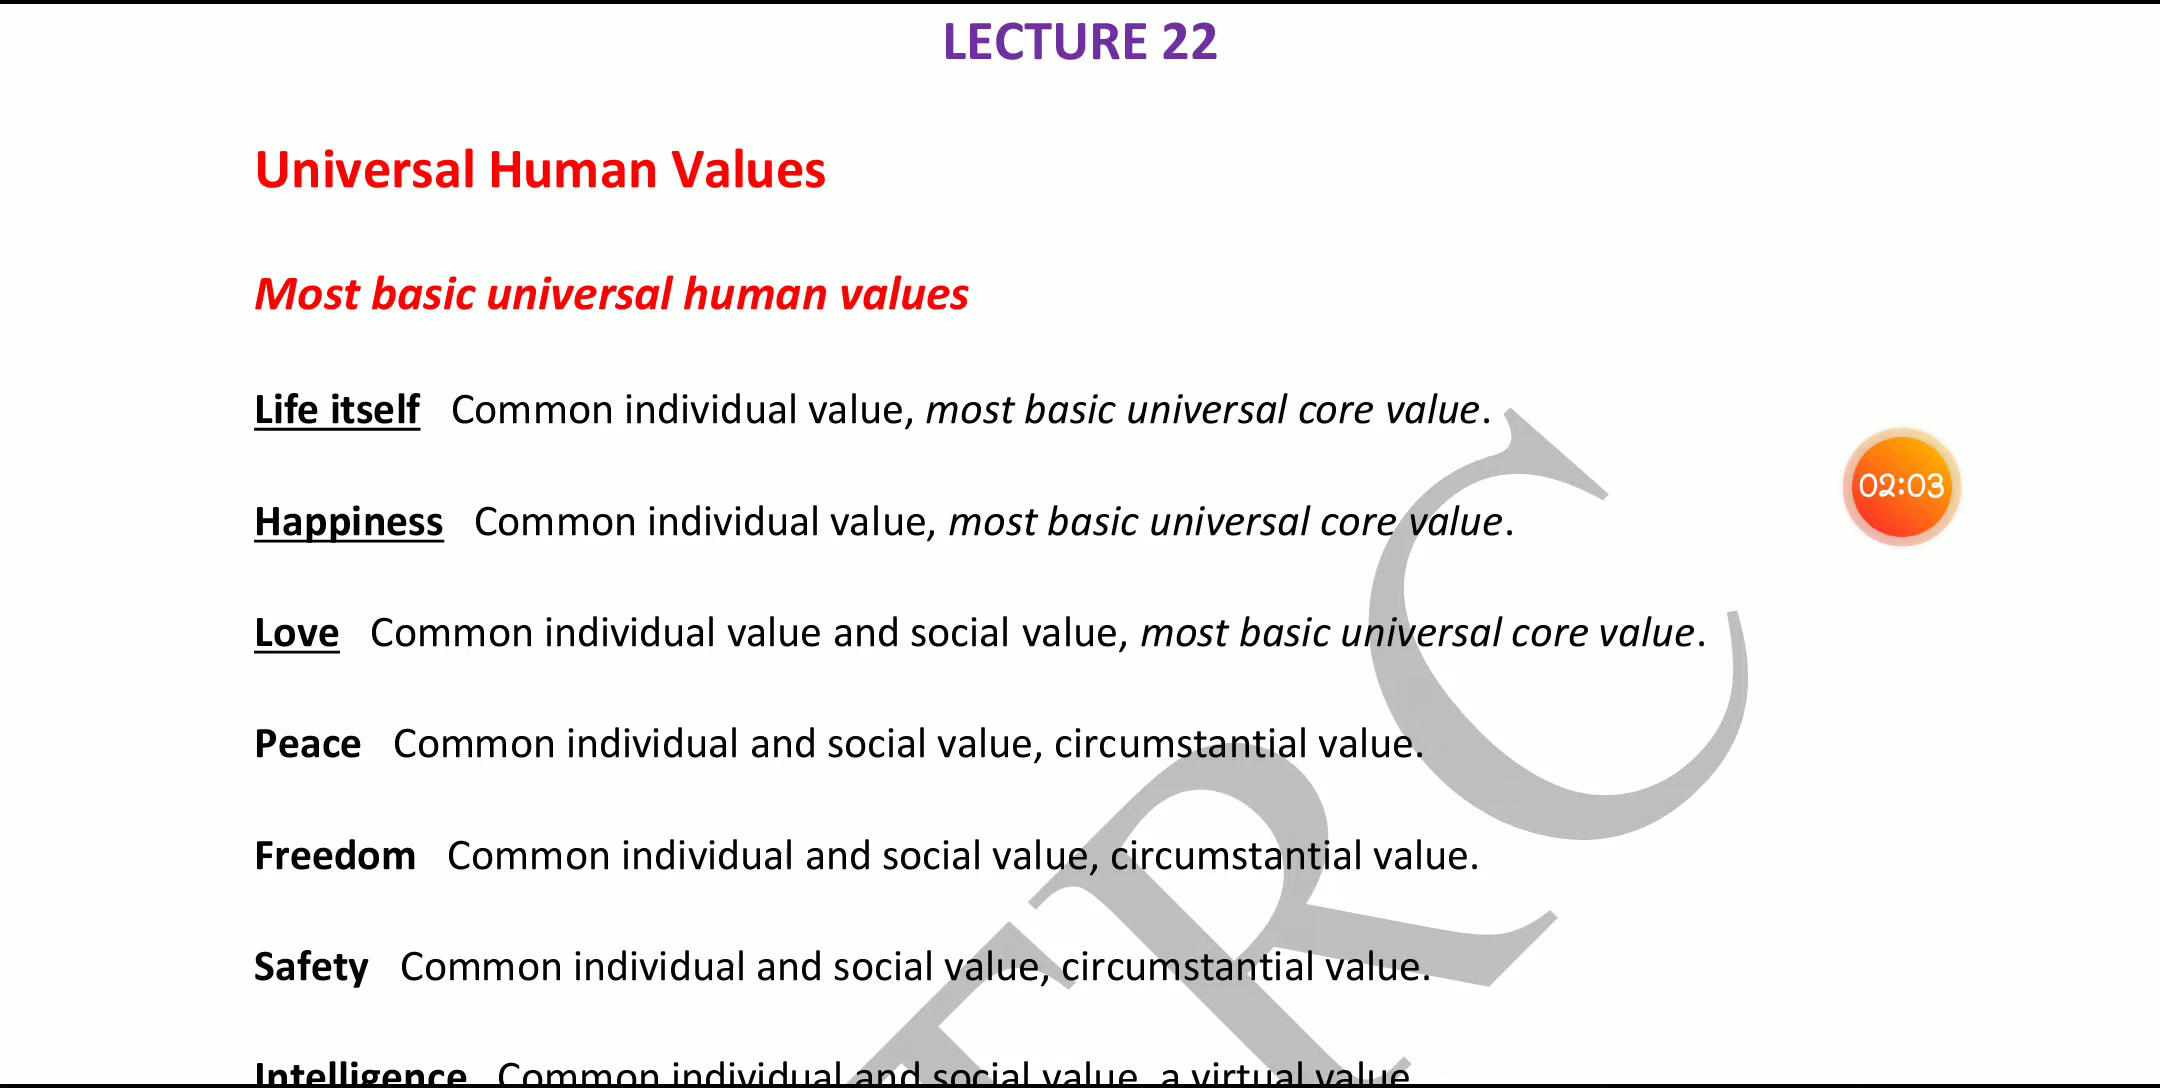 LECTURE 22
Universal Human Values
Most basic universal human values
Life itself Common individual value, most basic universal core value.
Happiness Common individual value, most basic universal core value.
Love Common individual value and social value, most basic universal core value.
Peace Common individual and social value, circumstantial value.
Freedom Common individual and social value, circumstantial value.
Safety Common individual and social value, circumstantial value.
Intelligence Common individual and social value, a virtual value
02:03
TRC